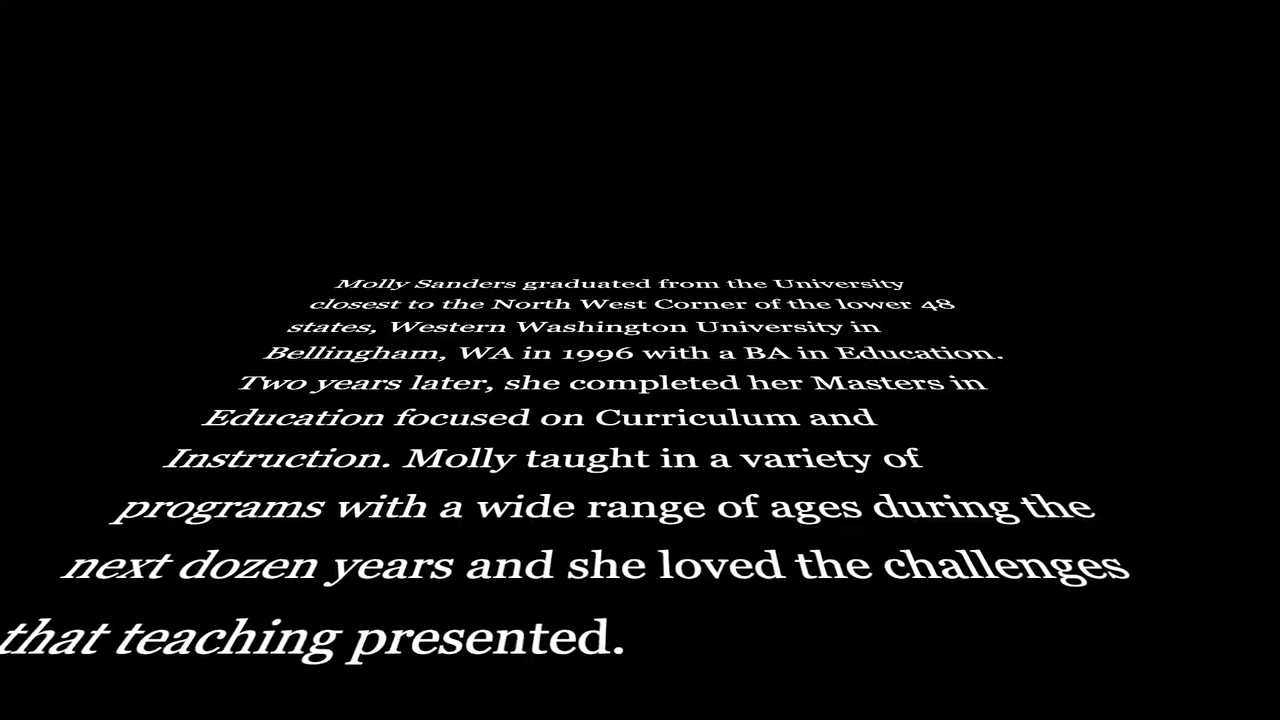 Molly Sanders graduated from the University
closest to the North West Corner of the lower 48
states, Western Washington University in
Bellingham, WA in 1996 with a BA in Education.
Two years later, she completed her Masters in
Education focused on Curriculum and
Instruction. Molly taught in a variety of
programs with a wide range of ages during the
next dozen years and she loved the challenges
that teaching presented.